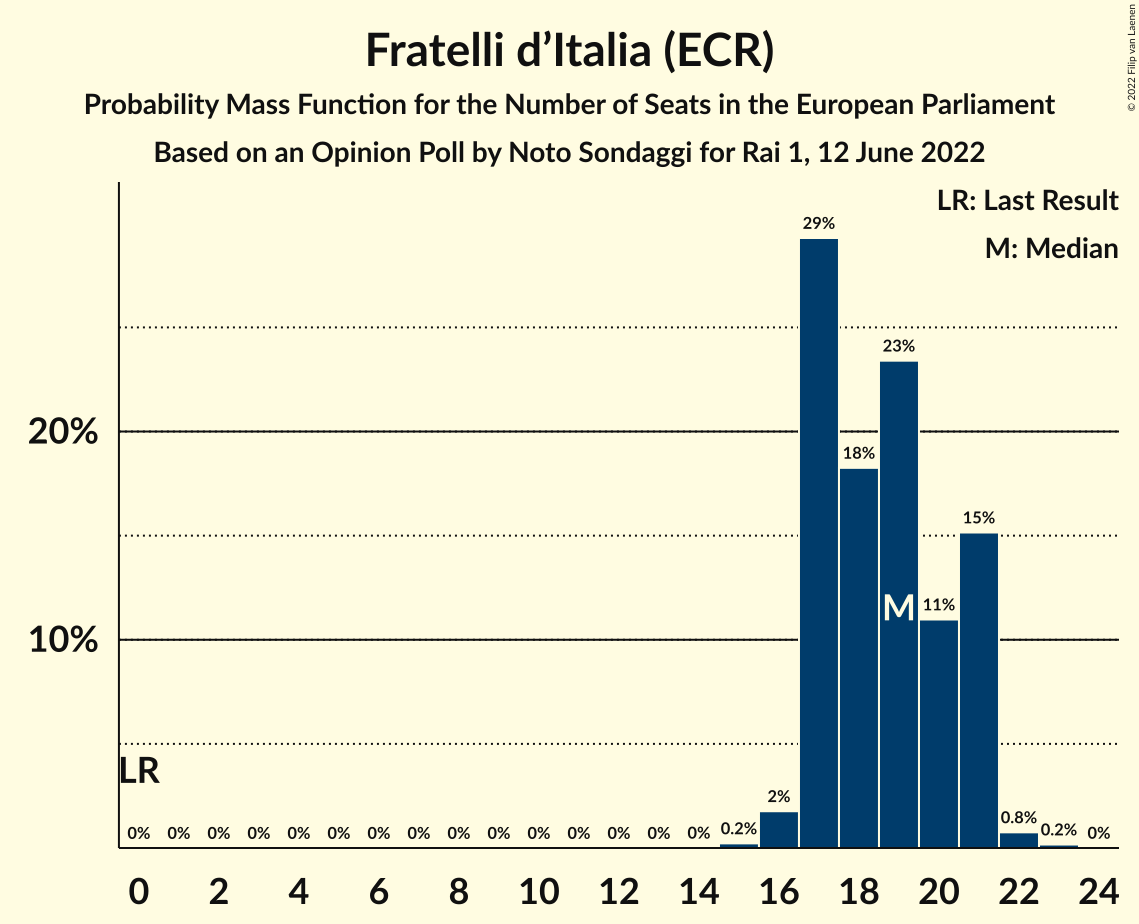 Fratelli d’Italia (ECR)
Probability Mass Function for the Number of Seats in the European Parliament
Based on an Opinion Poll by Noto Sondaggi for Rai 1, 12 June 2022
© 2022 Filip van Laenen
LR: Last Result
M: Median
29%
23%
20%
18%
15%
M
11%
10%
LR
0% 0% 0% 0% 0% 0% 0% 0% 0% 0% 0% 0% 0% 0% 0% 0.2% 2% 0.8% 0.2% 0%
0 2 4 6 8 10 12 14 16 18 20 22 24